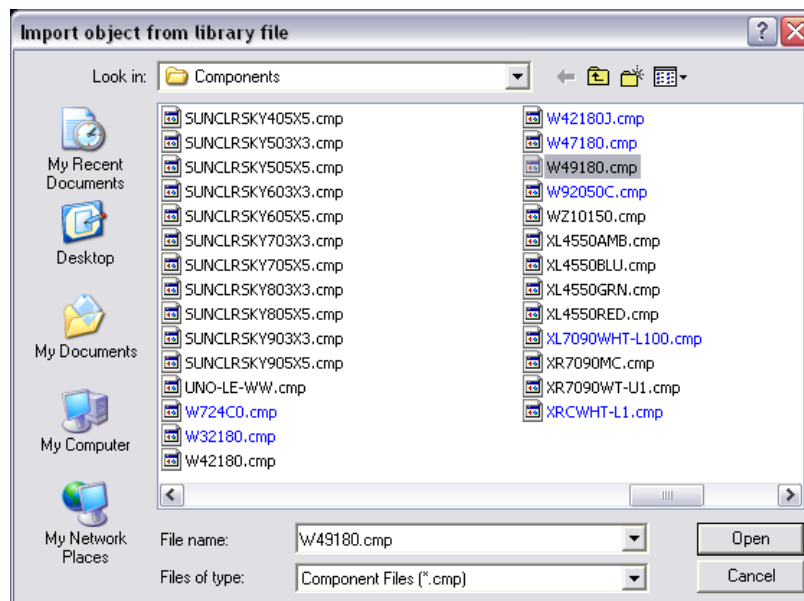 Import object from library file
Look in: Components
My Recent
Documents
Desktop
My Documents
My Computer
My Network
Places
SUNCLRSKY405X5.cmp
SUNCLRSKY503X3.cmp
SUNCLRSKY505X5.cmp
SUNCLRSKY603X3.cmp
SUNCLRSKY605X5.cmp
SUNCLRSKY703X3.cmp
SUNCLRSKY705X5.cmp
SUNCLRSKY803X3.cmp
SUNCLRSKY805X5.cmp
SUNCLRSKY903X3.cmp
SUNCLRSKY905X5.cmp
UNO-LE-WW.cmp
W724C0.cmp
W32180.cmp
W42180.cmp
W42180J.cmp
W47180.cmp
W49180.cmp
W92050C.cmp
WZ10150.cmp
XL4550AMB.cmp
XL4550BLU.cmp
XL4550GRN.cmp
XL4550RED.cmp
XL7090WHT-L100.cmp
XR7090MC.cmp
XR7090WT-U1.cmp
XRCWHT-L1.cmp
File name: W49180.cmp Open
Files of type: Component Files (*.cmp) Cancel